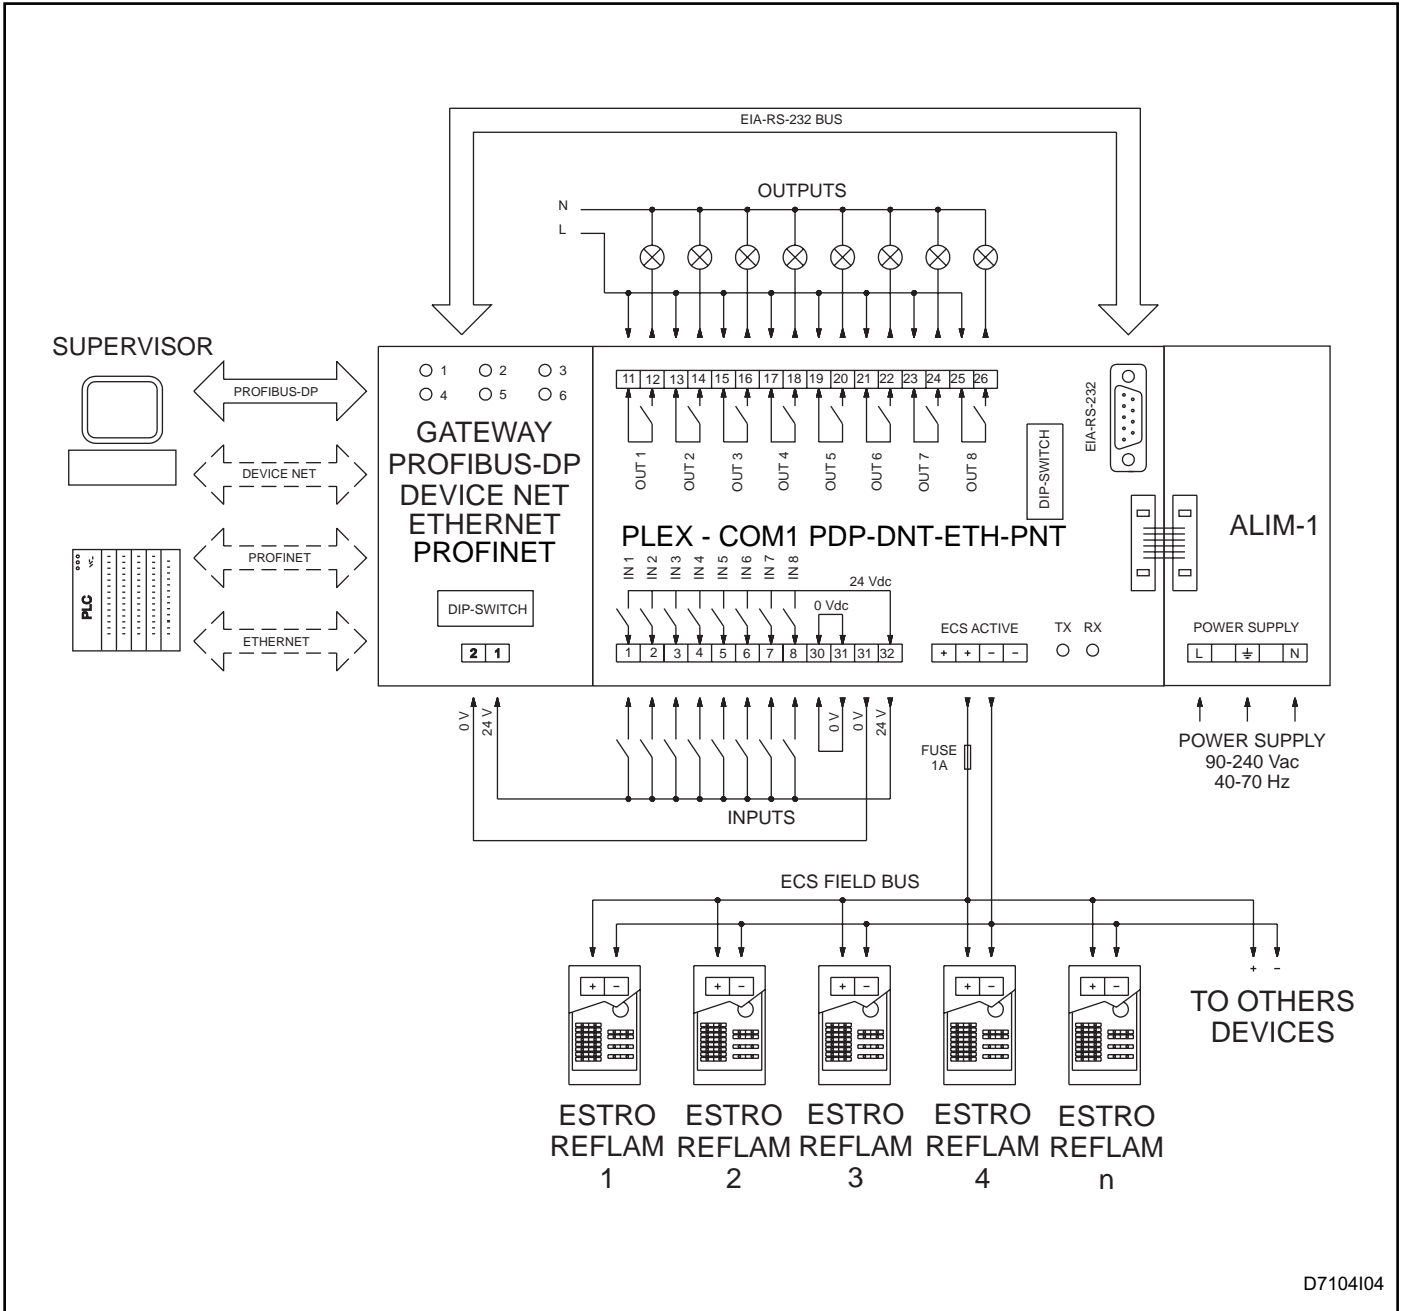 EIA-RS-232 BUS
OUTPUTS
N
L
SUPERVISOR
PROFIBUS-DP
DEVICE NET
PROFINET
ETHERNET
PLC
1 2 3
4 5 6
GATEWAY
PROFIBUS-DP
DEVICE NET
ETHERNET
PROFINET
DIP-SWITCH
2 1
11 12 13 14 15 16 17 18 19 20 21 22 23 24 25 26
OUT 1
OUT 2
OUT 3
OUT 4
OUT 5
OUT 6
OUT 7
OUT 8
DIP-SWITCH
EIA-RS-232
PLEX - COM1 PDP-DNT-ETH-PNT
IN 1
IN 2
IN 3
IN 4
IN 5
IN 6
IN 7
IN 8
24 Vdc
0 Vdc
1 2 3 4 5 6 7 8 30 31 31 32
ECS ACTIVE
+ + − −
TX RX
ALIM-1
POWER SUPPLY
L N
0 V
24 V
0 V
0 V
24 V
INPUTS
FUSE
1A
POWER SUPPLY
90-240 Vac
40-70 Hz
ECS FIELD BUS
+ −
+ −
+ −
+ −
+ −
+ −
TO OTHERS
DEVICES
ESTRO
REFLAM
1
ESTRO
REFLAM
2
ESTRO
REFLAM
3
ESTRO
REFLAM
4
ESTRO
REFLAM
n
D7104I04